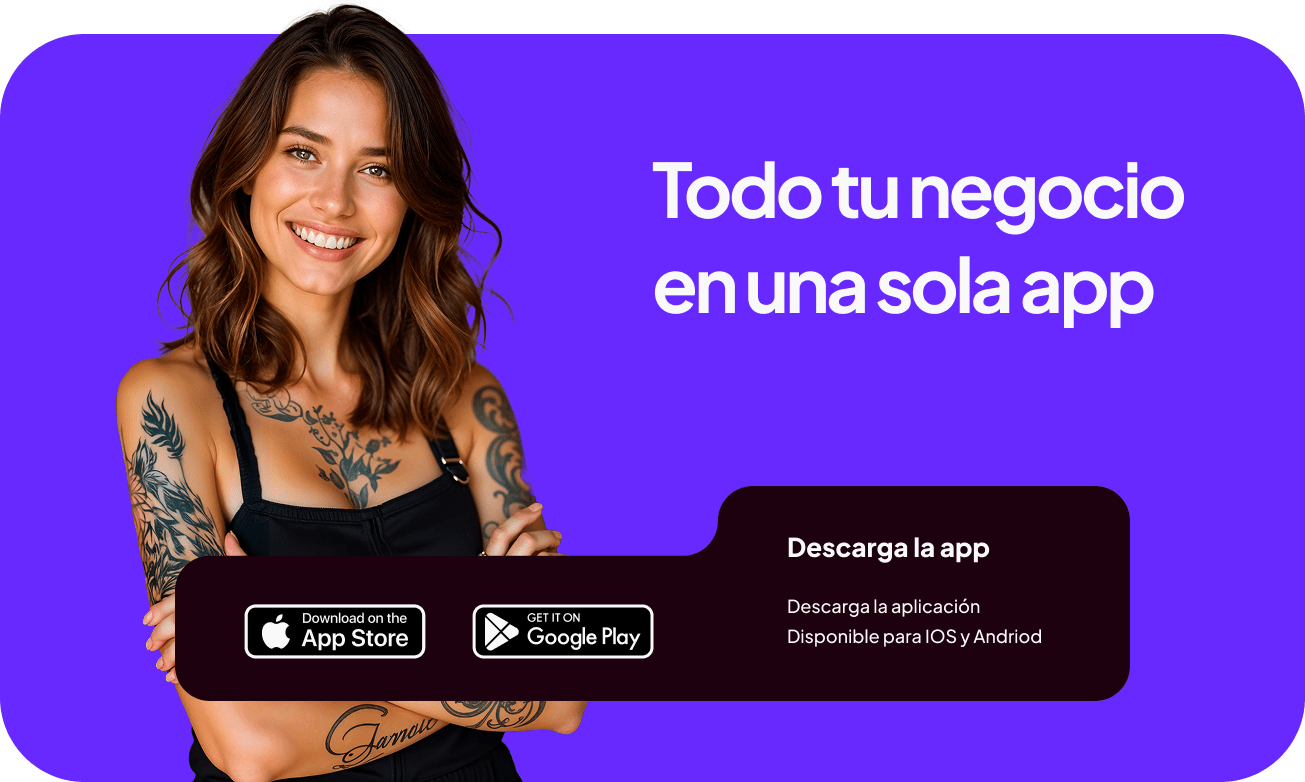 Todo tu negocio
en una sola app
Descarga la app
Descarga la aplicación
Disponible para IOS y Andriod
Download on the
App Store
GET IT ON
Google Play